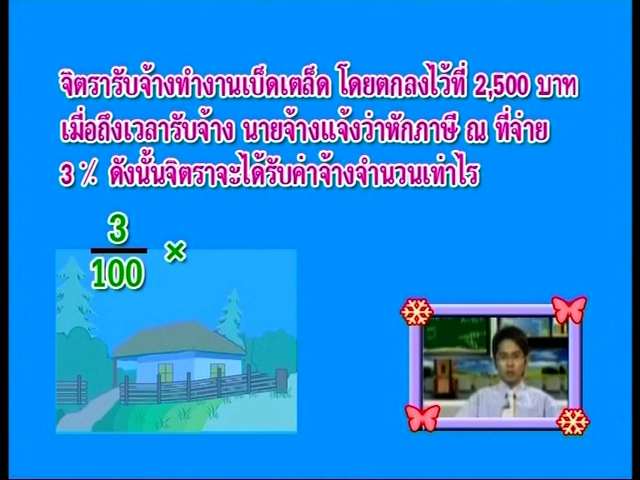 จิตรารับจ้างทำงานเบ็ดเตล็ด โดยตกลงไว้ที่ 2,500 บาท
เมื่อถึงเวลารับจ้าง นายจ้างแจ้งว่าหักภาษี ณ ที่จ่าย
3 % ดังนั้นจิตราจะได้รับค่าจ้างจำนวนเท่าไร
3
100 ×